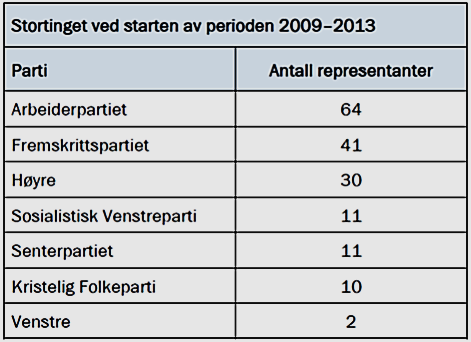 Stortinget ved starten av perioden 2009–2013
Parti Antall representanter
Arbeiderpartiet 64
Fremskrittspartiet 41
Høyre 30
Sosialistisk Venstreparti 11
Senterpartiet 11
Kristelig Folkeparti 10
Venstre 2